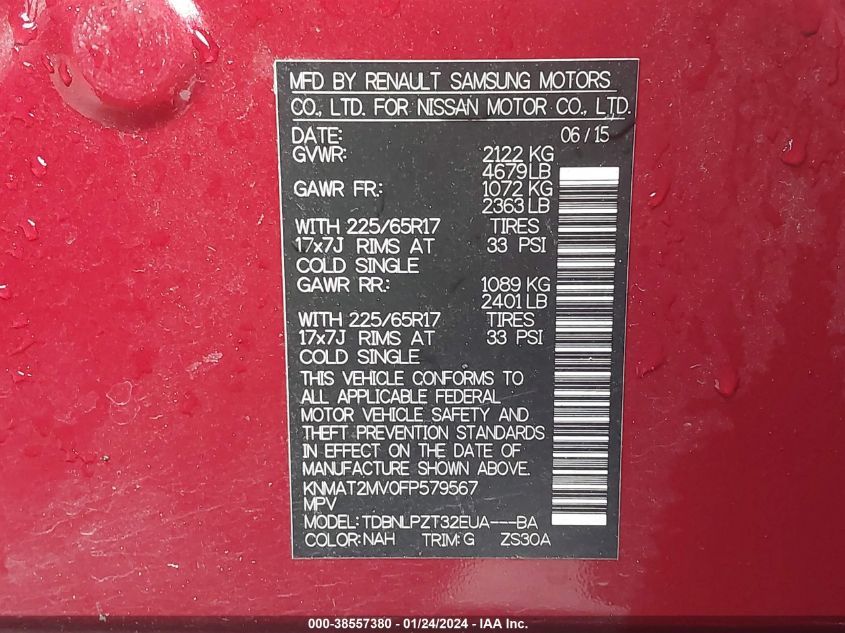 MFD BY RENAULT SAMSUNG MOTORS
CO., LTD. FOR NISSAN MOTOR CO., LTD.
DATE: 06/15
GVWR: 2122 KG
4679LB
GAWR FR: 1072 KG
2363 LB
WITH 225/65R17 TIRES
17x7J RIMS AT 33 PSI
COLD SINGLE
GAWR RR: 1089 KG
2401LB
WITH 225/65R17 TIRES
17x7J RIMS AT 33 PSI
COLD SINGLE
THIS VEHICLE CONFORMS TO
ALL APPLICABLE FEDERAL
MOTOR VEHICLE SAFETY AND
THEFT PREVENTION STANDARDS
IN EFFECT ON THE DATE OF
MANUFACTURE SHOWN ABOVE.
KNMAT2MV0FP579567
MPV
MODEL:TDBNLPZT32EUA---BA
COLOR:NAH TRIM:G ZS30A
000-38557380 - 01/24/2024 - IAA Inc.